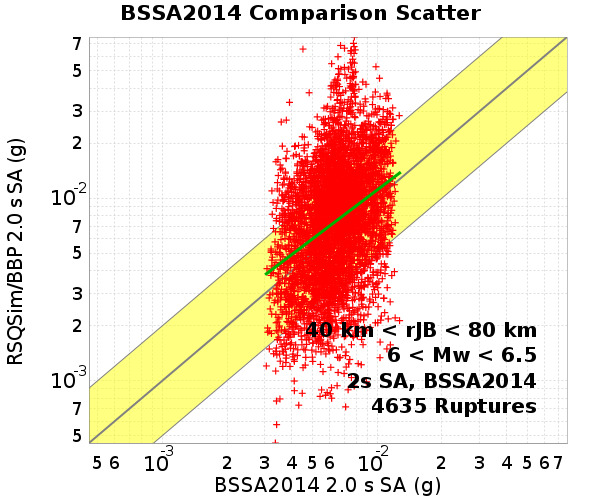 BSSA2014 Comparison Scatter
RSQSim/BBP 2.0 s SA (g)
7
5
3
2
10-2
7
5
3
2
10-3
7
5
40 km < rJB < 80 km
6 < Mw < 6.5
2s SA, BSSA2014
4635 Ruptures
5 6 10-3 2 3 4 5 6 10-2 2 3 4 5 6 7
BSSA2014 2.0 s SA (g)